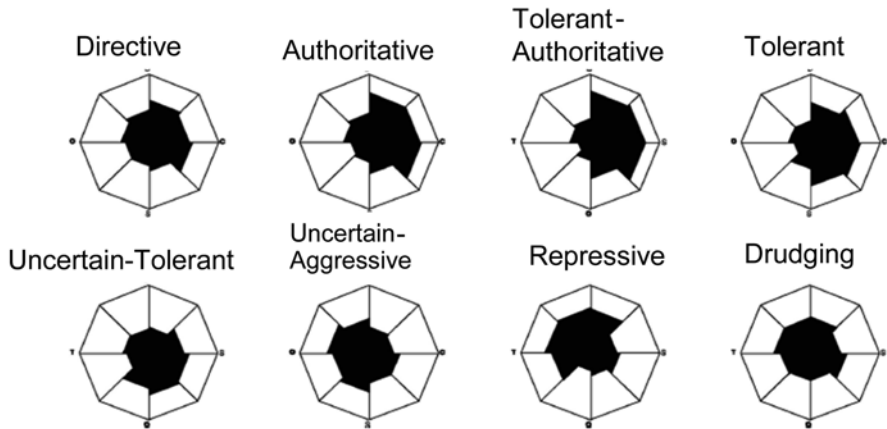 Directive
Authoritative
Tolerant-
Authoritative
Tolerant
Uncertain-Tolerant
Uncertain-
Aggressive
Repressive
Drudging